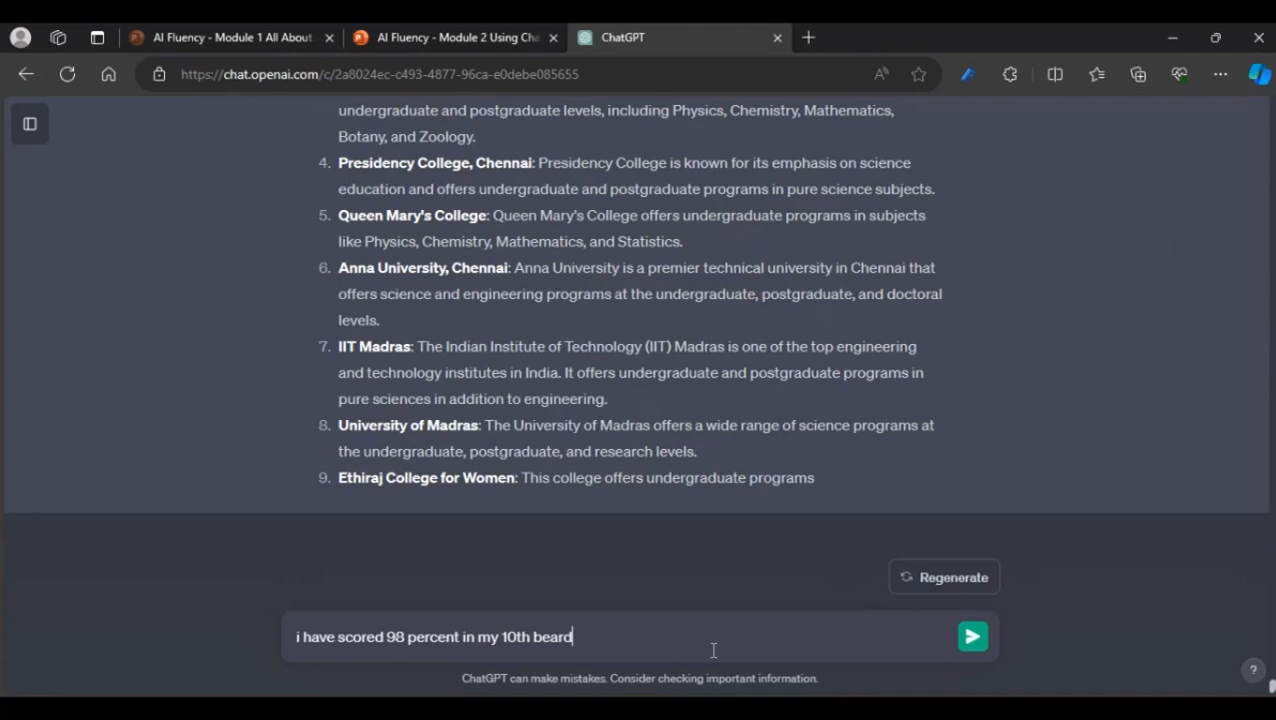 AI Fluency - Module 1 All About
AI Fluency - Module 2 Using Cha
ChatGPT
https://chat.openai.com/c/2a8024ec-c493-4877-96ca-e0debe085655
undergraduate and postgraduate levels, including Physics, Chemistry, Mathematics,
Botany, and Zoology.
4. Presidency College, Chennai: Presidency College is known for its emphasis on science
education and offers undergraduate and postgraduate programs in pure science subjects.
5. Queen Mary's College: Queen Mary's College offers undergraduate programs in subjects
like Physics, Chemistry, Mathematics, and Statistics.
6. Anna University, Chennai: Anna University is a premier technical university in Chennai that
offers science and engineering programs at the undergraduate, postgraduate, and doctoral
levels.
7. IIT Madras: The Indian Institute of Technology (IIT) Madras is one of the top engineering
and technology institutes in India. It offers undergraduate and postgraduate programs in
pure sciences in addition to engineering.
8. University of Madras: The University of Madras offers a wide range of science programs at
the undergraduate, postgraduate, and research levels.
9. Ethiraj College for Women: This college offers undergraduate programs
Regenerate
i have scored 98 percent in my 10th beard
ChatGPT can make mistakes. Consider checking important information.
?